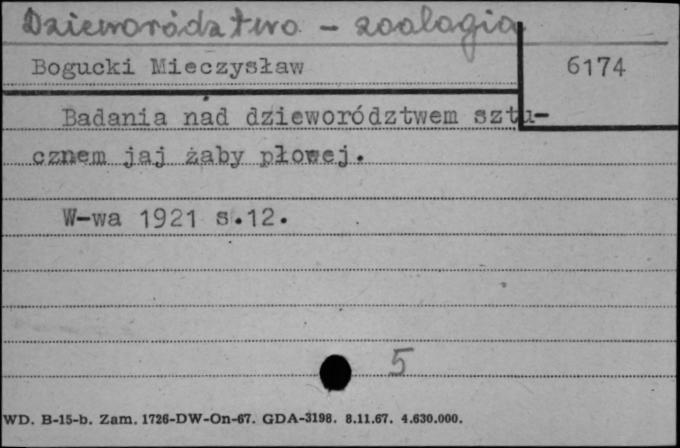 Dzieworództwo - zoologia
Bogucki Mieczysław
6174
Badania nad dzieworództwem sztu-
cznem jaj żaby płowej.
W-wa 1921 s.12.
5
WD. B-15-b. Zam. 1726-DW-On-67. GDA-3198. 8.11.67. 4.630.000.